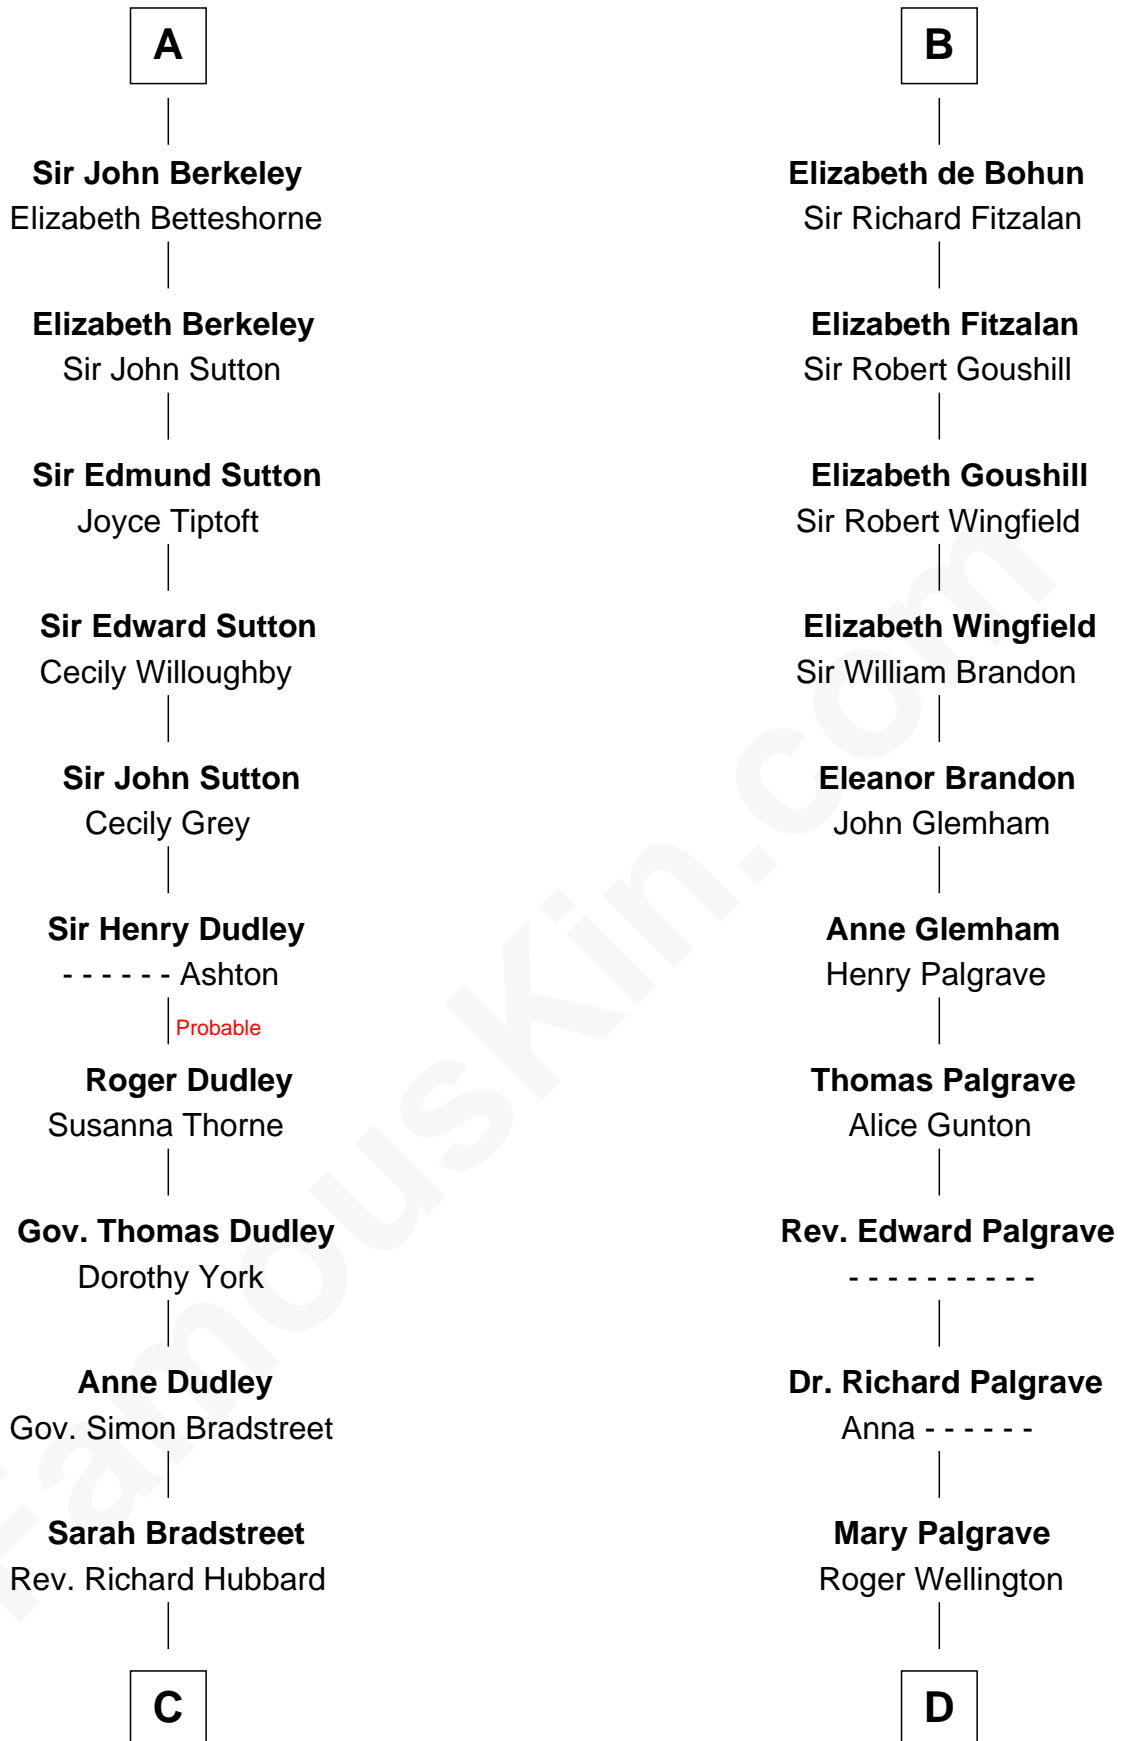 A
Sir John Berkeley
Elizabeth Betteshorne
Elizabeth Berkeley
Sir John Sutton
Sir Edmund Sutton
Joyce Tiptoft
Sir Edward Sutton
Cecily Willoughby
Sir John Sutton
Cecily Grey
Sir Henry Dudley
- - - - - - Ashton
Probable
Roger Dudley
Susanna Thorne
Gov. Thomas Dudley
Dorothy York
Anne Dudley
Gov. Simon Bradstreet
Sarah Bradstreet
Rev. Richard Hubbard
C
B
Elizabeth de Bohun
Sir Richard Fitzalan
Elizabeth Fitzalan
Sir Robert Goushill
Elizabeth Goushill
Sir Robert Wingfield
Elizabeth Wingfield
Sir William Brandon
Eleanor Brandon
John Glemham
Anne Glemham
Henry Palgrave
Thomas Palgrave
Alice Gunton
Rev. Edward Palgrave
- - - - - - - - - -
Dr. Richard Palgrave
Anna - - - - - -
Mary Palgrave
Roger Wellington
D
FamousKin.com